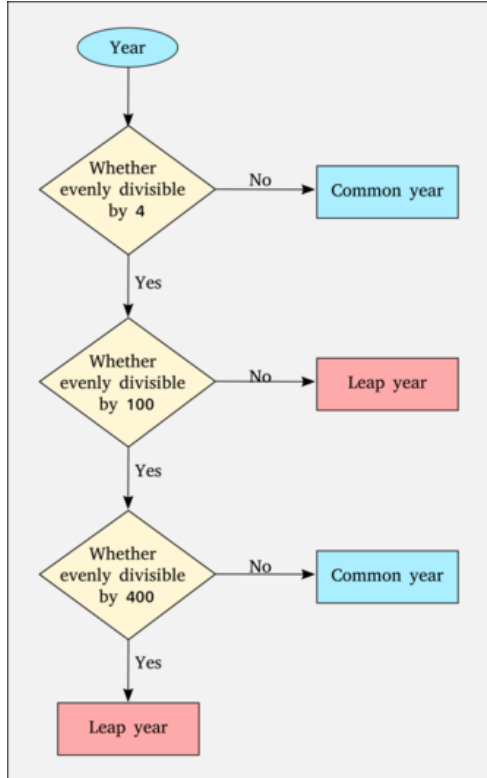 Year
Whether
evenly divisible
by 4
No
Common year
Yes
Whether
evenly divisible
by 100
No
Leap year
Yes
Whether
evenly divisible
by 400
No
Common year
Yes
Leap year